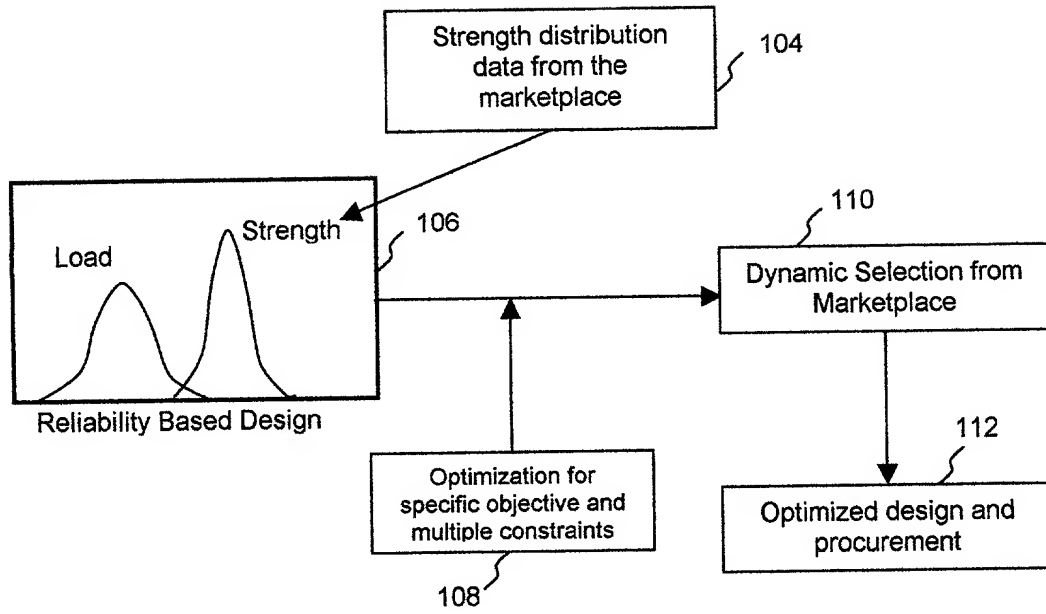 Strength distribution
data from the
marketplace
104
Strength
Load
106
Reliability Based Design
110
Dynamic Selection from
Marketplace
Optimization for
specific objective and
multiple constraints
108
112
Optimized design and
procurement